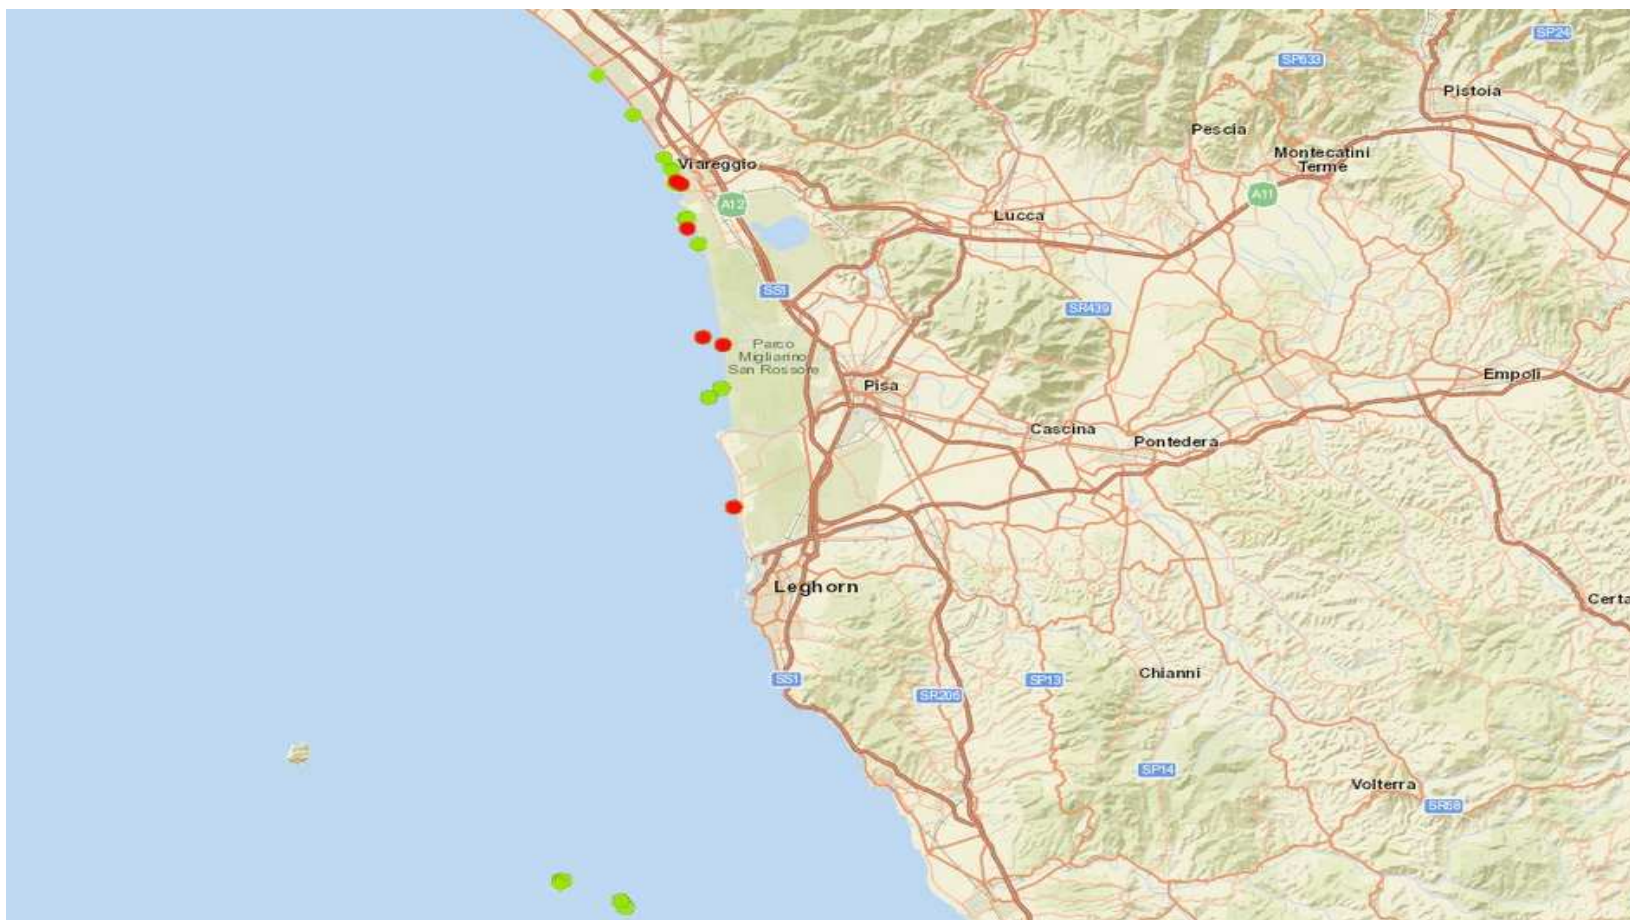 SP24
SP633
Pistoia
Pescia
Montecatini
Terme
Viareggio
A12
A11
Lucca
SS1
SR439
Parco
Migliarino
San Rossore
Pisa
Empoli
Cascina
Pontedera
Leghorn
Certa
Chianni
SS1
SR206
SP13
SP14
Volterra
SR68